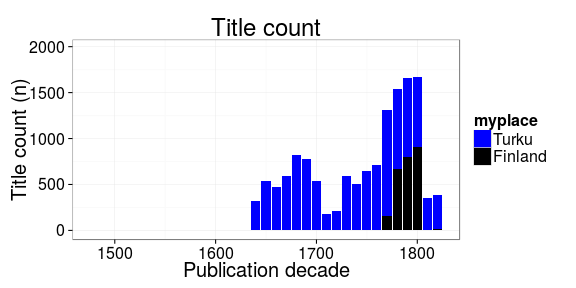 Title count
2000
1500
1000
500
0
Title count (n)
1500
1600
1700
1800
Publication decade
myplace
Turku
Finland